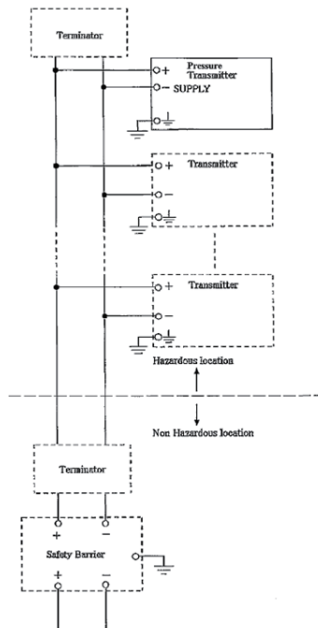 Terminator
+ Pressure
Transmitter
− SUPPLY
+ Transmitter
−
+ Transmitter
−
Hazardous location
Non Hazardous location
Terminator
+ −
Safety Barrier
+ −